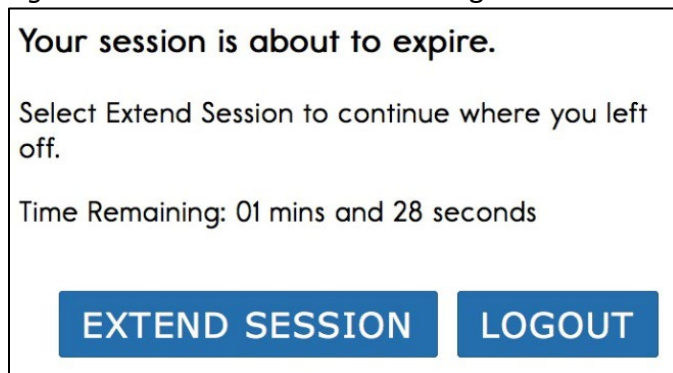 Your session is about to expire.
Select Extend Session to continue where you left
off.
Time Remaining: 01 mins and 28 seconds
EXTEND SESSION LOGOUT